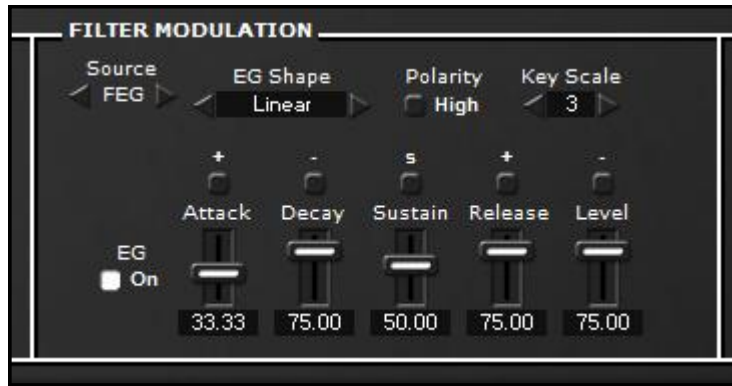 FILTER MODULATION
Source EG Shape Polarity Key Scale
FEG Linear High 3
+ - s + -
Attack Decay Sustain Release Level
EG
On
33.33 75.00 50.00 75.00 75.00